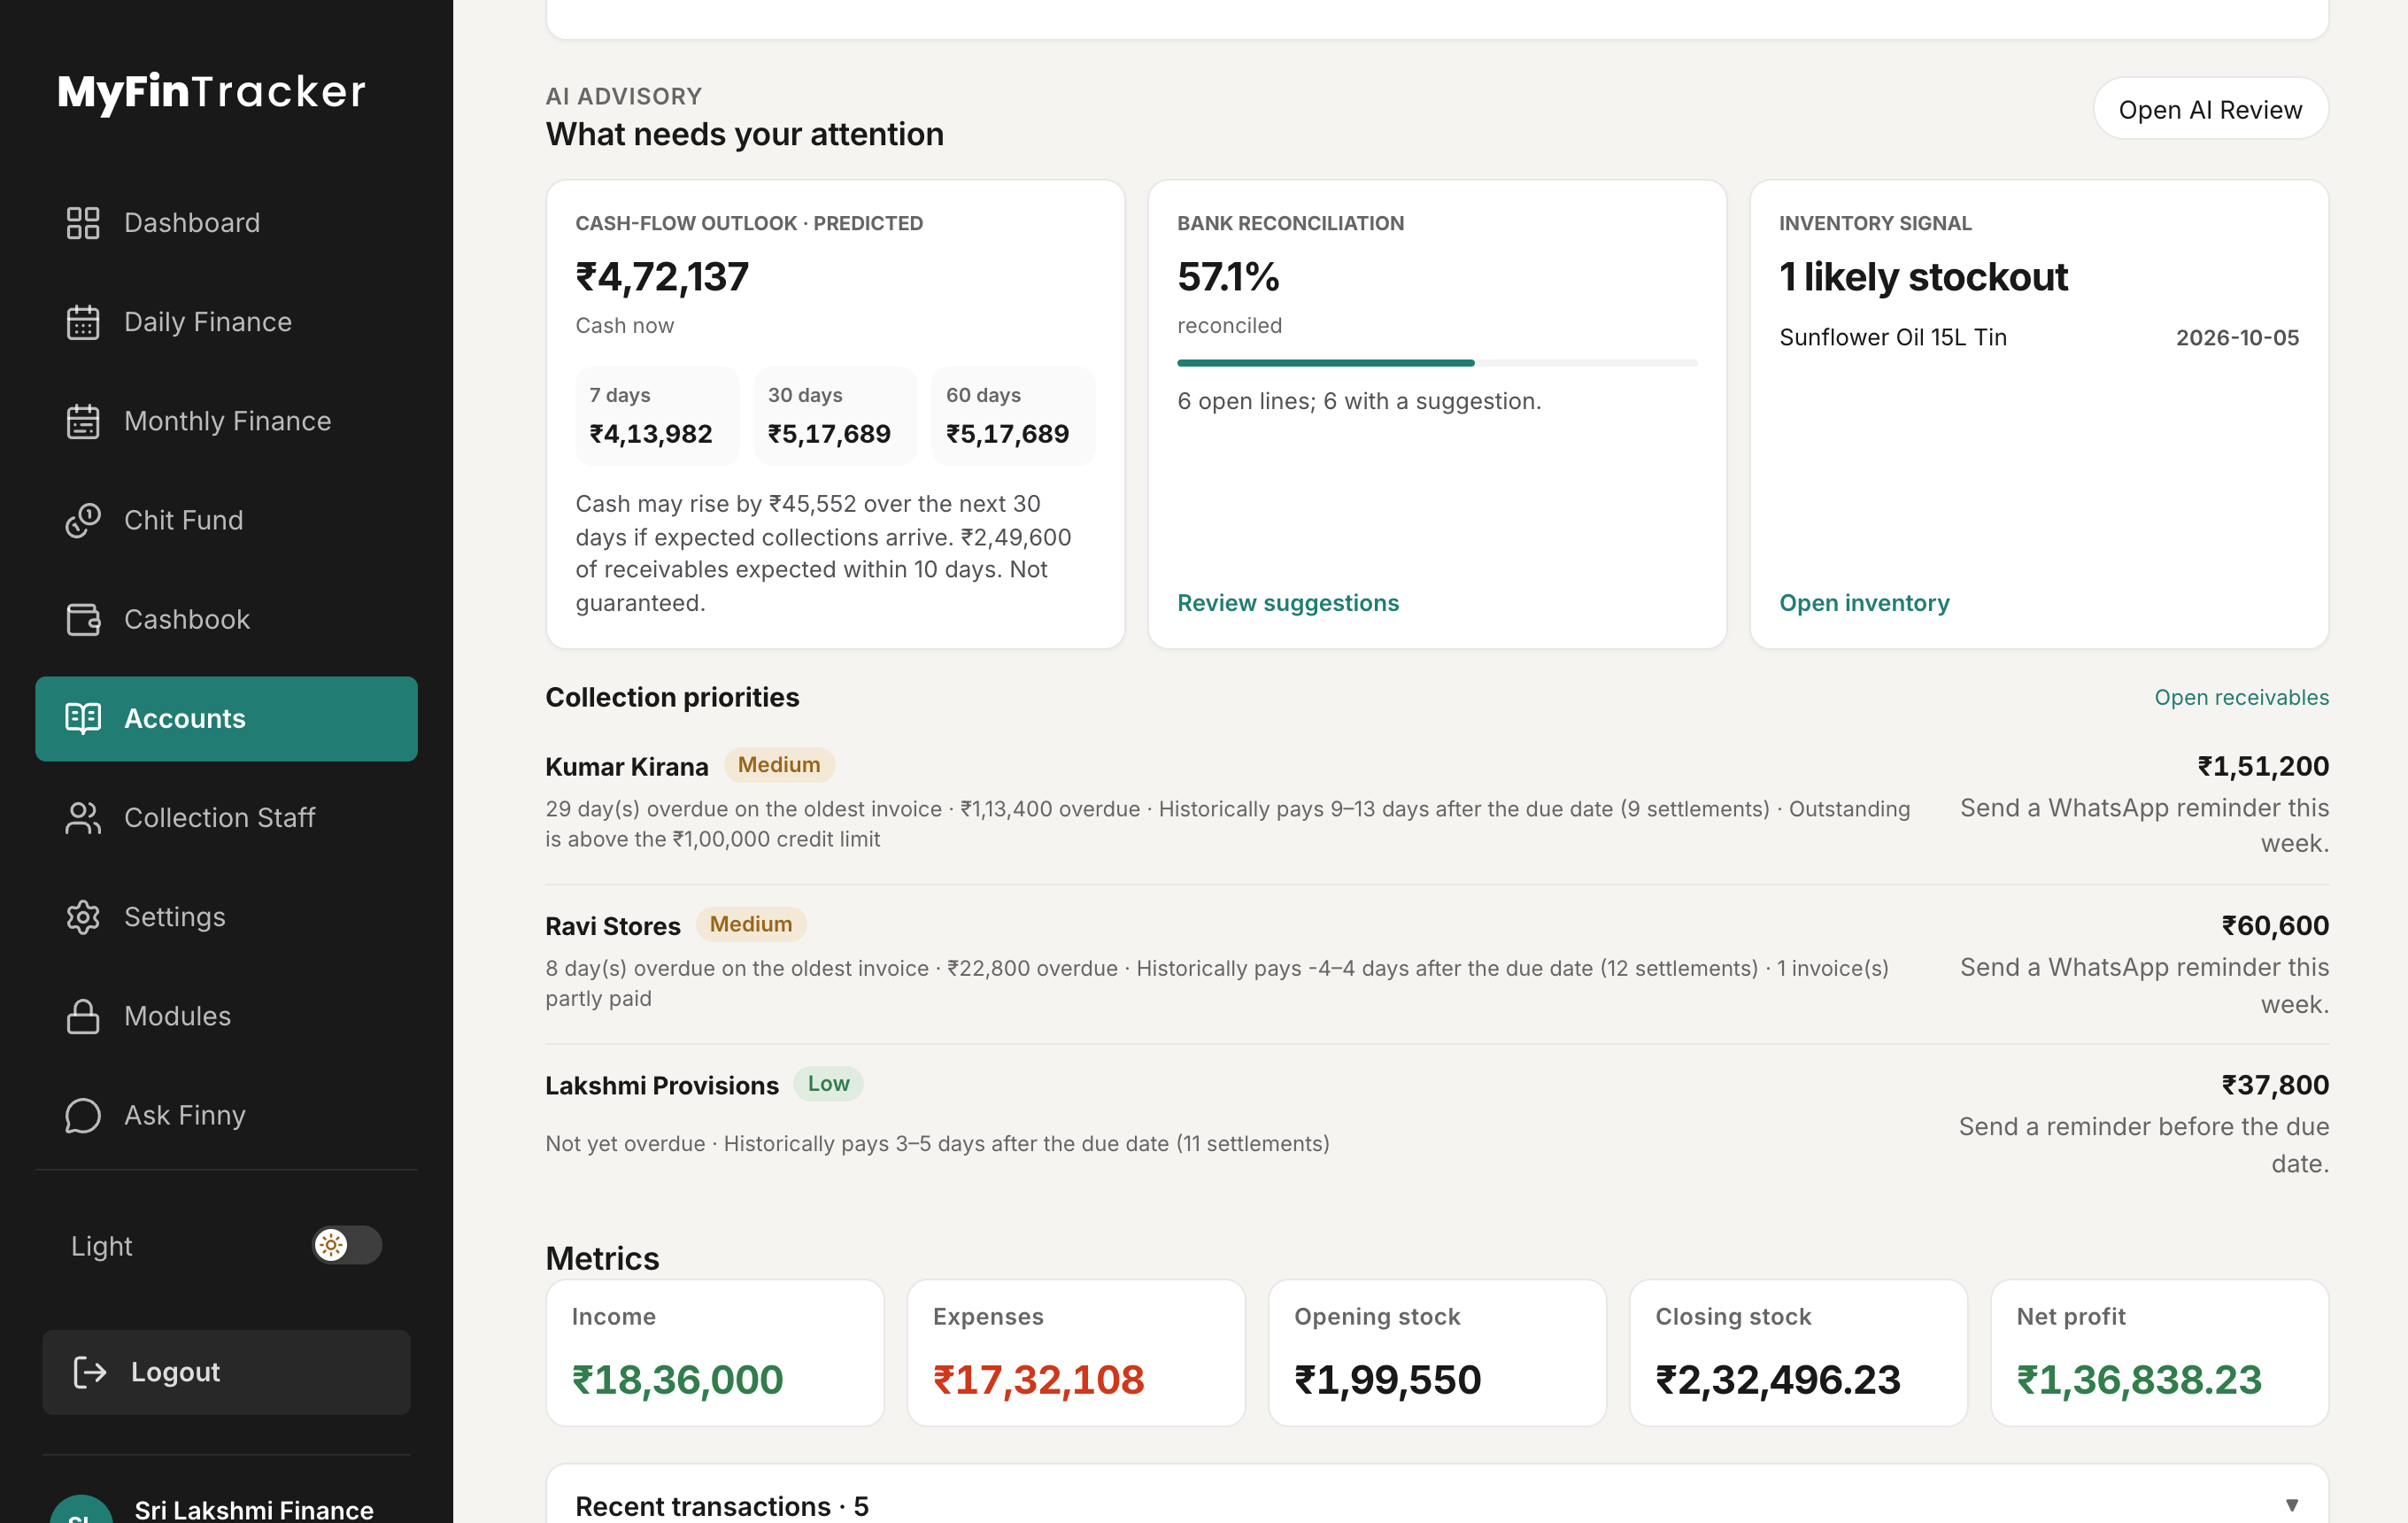 MyFinTracker
Dashboard
Daily Finance
Monthly Finance
Chit Fund
Cashbook
Accounts
Collection Staff
Settings
Modules
Ask Finny
Light
Logout
Sri Lakshmi Finance
AI ADVISORY
What needs your attention
Open AI Review
CASH-FLOW OUTLOOK · PREDICTED
₹4,72,137
Cash now
7 days
₹4,13,982
30 days
₹5,17,689
60 days
₹5,17,689
Cash may rise by ₹45,552 over the next 30
days if expected collections arrive. ₹2,49,600
of receivables expected within 10 days. Not
guaranteed.
BANK RECONCILIATION
57.1%
reconciled
6 open lines; 6 with a suggestion.
Review suggestions
INVENTORY SIGNAL
1 likely stockout
Sunflower Oil 15L Tin
2026-10-05
Open inventory
Collection priorities
Open receivables
Kumar Kirana
Medium
₹1,51,200
29 day(s) overdue on the oldest invoice · ₹1,13,400 overdue · Historically pays 9–13 days after the due date (9 settlements) · Outstanding
is above the ₹1,00,000 credit limit
Send a WhatsApp reminder this
week.
Ravi Stores
Medium
₹60,600
8 day(s) overdue on the oldest invoice · ₹22,800 overdue · Historically pays -4–4 days after the due date (12 settlements) · 1 invoice(s)
partly paid
Send a WhatsApp reminder this
week.
Lakshmi Provisions
Low
₹37,800
Not yet overdue · Historically pays 3–5 days after the due date (11 settlements)
Send a reminder before the due
date.
Metrics
Income
₹18,36,000
Expenses
₹17,32,108
Opening stock
₹1,99,550
Closing stock
₹2,32,496.23
Net profit
₹1,36,838.23
Recent transactions · 5